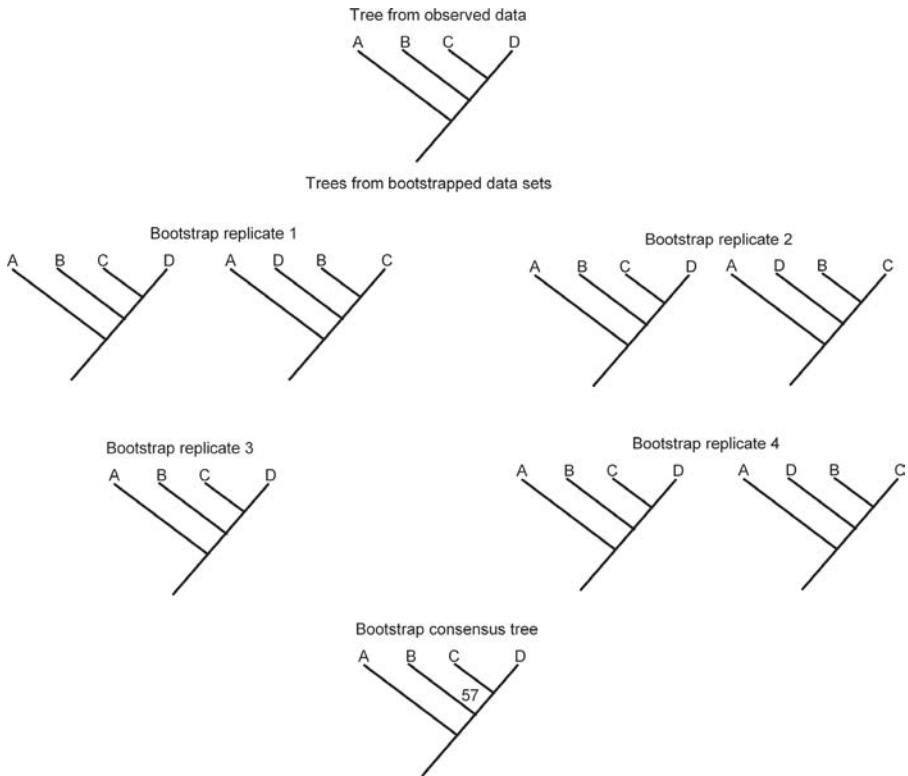 Tree from observed data
A B C D
Trees from bootstrapped data sets
Bootstrap replicate 1
A B C D A D B C
Bootstrap replicate 2
A B C D A D B C
Bootstrap replicate 3
A B C D
Bootstrap replicate 4
A B C D A D B C
Bootstrap consensus tree
A B C D
57